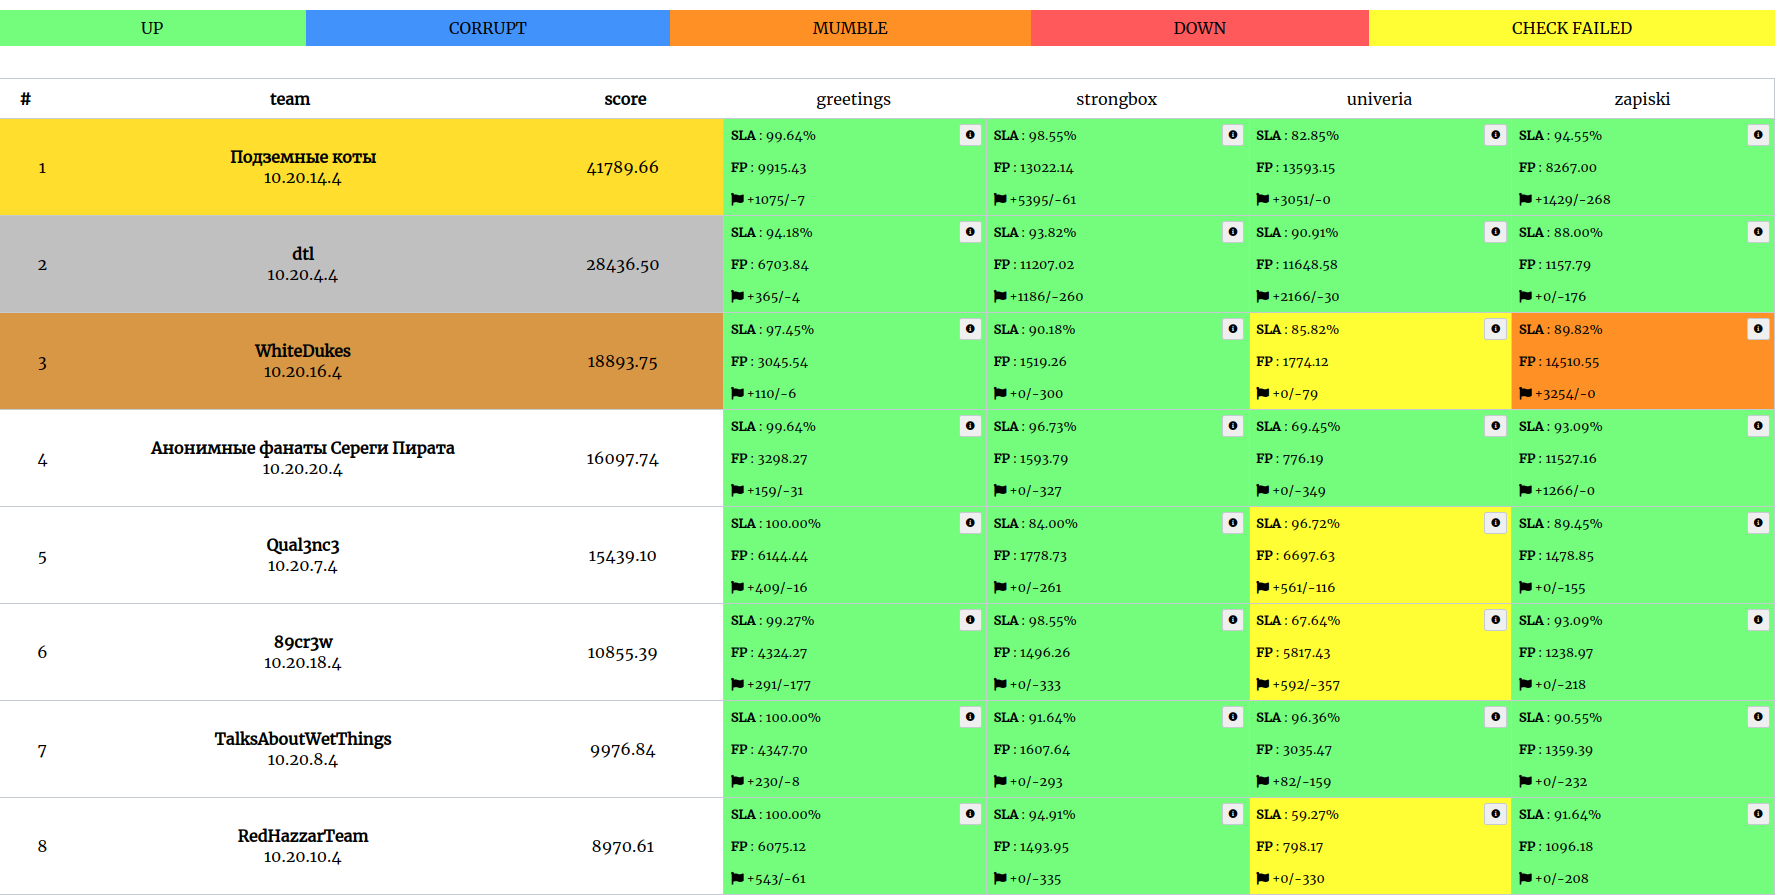 UP CORRUPT MUMBLE DOWN CHECK FAILED
# team score greetings strongbox univeria zapiski
SLA : 99.64% SLA : 98.55% SLA : 82.85% SLA : 94.55%
1 Подземные коты 10.20.14.4 41789.66 FP : 9915.43 FP : 13022.14 FP : 13593.15 FP : 8267.00
+1075/-7 +5395/-61 +3051/-0 +1429/-268
SLA : 94.18% SLA : 93.82% SLA : 90.91% SLA : 88.00%
2 dtl 10.20.4.4 28436.50 FP : 6703.84 FP : 11207.02 FP : 11648.58 FP : 1157.79
+365/-4 +1186/-260 +2166/-30 +0/-176
SLA : 97.45% SLA : 90.18% SLA : 85.82% SLA : 89.82%
3 WhiteDukes 10.20.16.4 18893.75 FP : 3045.54 FP : 1519.26 FP : 1774.12 FP : 14510.55
+110/-6 +0/-300 +0/-79 +3254/-0
SLA : 99.64% SLA : 96.73% SLA : 69.45% SLA : 93.09%
4 Анонимные фанаты Сереги Пирата 10.20.20.4 16097.74 FP : 3298.27 FP : 1593.79 FP : 776.19 FP : 11527.16
+159/-31 +0/-327 +0/-349 +1266/-0
SLA : 100.00% SLA : 84.00% SLA : 96.72% SLA : 89.45%
5 Qual3nc3 10.20.7.4 15439.10 FP : 6144.44 FP : 1778.73 FP : 6697.63 FP : 1478.85
+409/-16 +0/-261 +561/-116 +0/-155
SLA : 99.27% SLA : 98.55% SLA : 67.64% SLA : 93.09%
6 89cr3w 10.20.18.4 10855.39 FP : 4324.27 FP : 1496.26 FP : 5817.43 FP : 1238.97
+291/-177 +0/-333 +592/-357 +0/-218
SLA : 100.00% SLA : 91.64% SLA : 96.36% SLA : 90.55%
7 TalksAboutWetThings 10.20.8.4 9976.84 FP : 4347.70 FP : 1607.64 FP : 3035.47 FP : 1359.39
+230/-8 +0/-293 +82/-159 +0/-232
SLA : 100.00% SLA : 94.91% SLA : 59.27% SLA : 91.64%
8 RedHazzarTeam 10.20.10.4 8970.61 FP : 6075.12 FP : 1493.95 FP : 798.17 FP : 1096.18
+543/-61 +0/-335 +0/-330 +0/-208